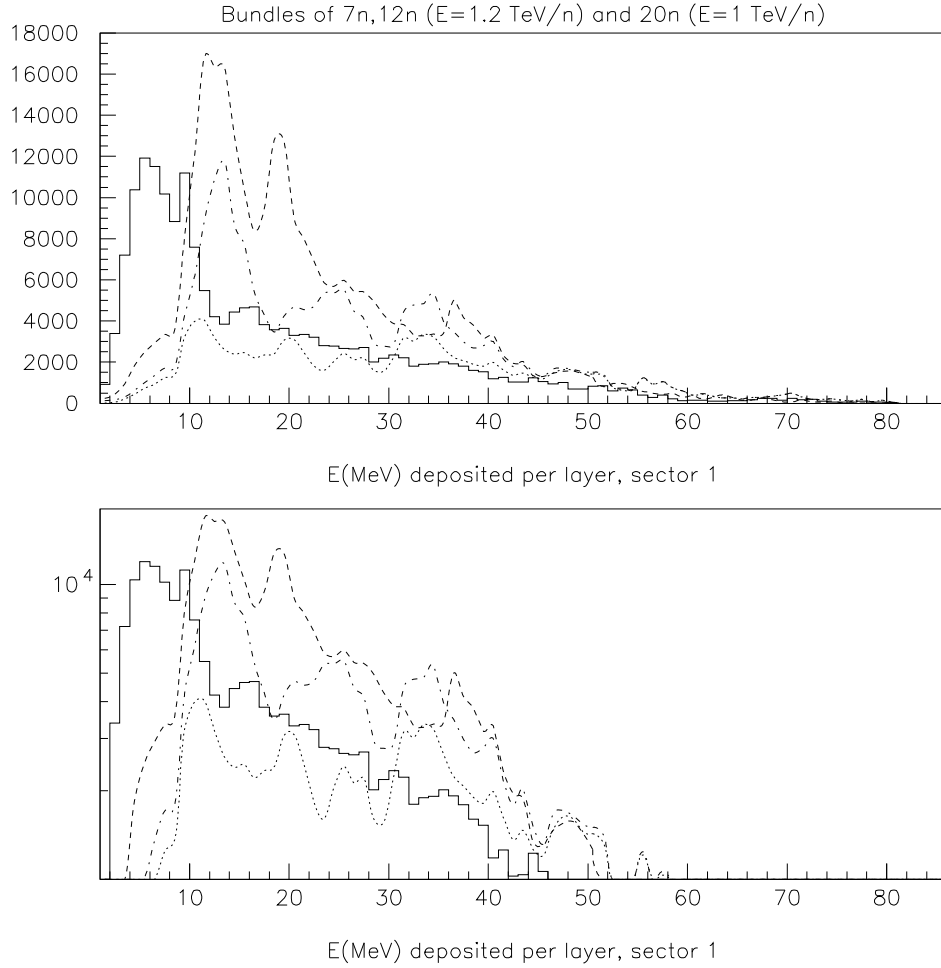 Bundles of 7n,12n (E=1.2 TeV/n) and 20n (E=1 TeV/n)
18000
16000
14000
12000
10000
8000
6000
4000
2000
0
10 20 30 40 50 60 70 80
E(MeV) deposited per layer, sector 1
10^4
10 20 30 40 50 60 70 80
E(MeV) deposited per layer, sector 1